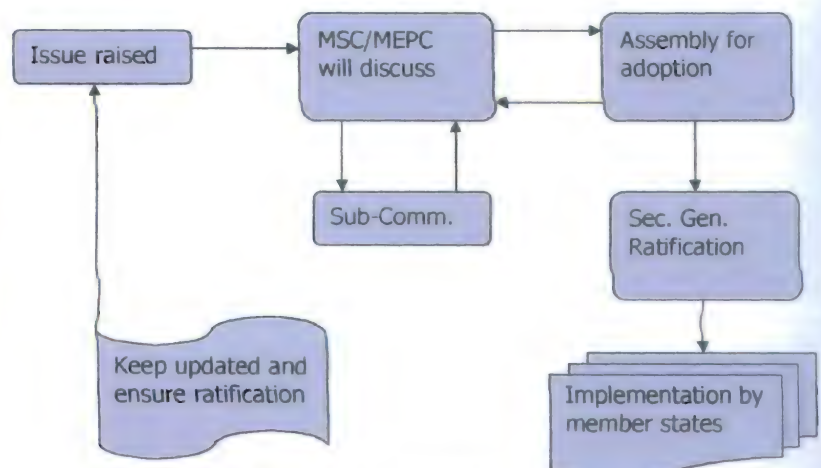 Issue raised
MSC/MEPC
will discuss
Assembly for
adoption
Sub-Comm.
Sec. Gen.
Ratification
Keep updated and
ensure ratification
Implementation by
member states